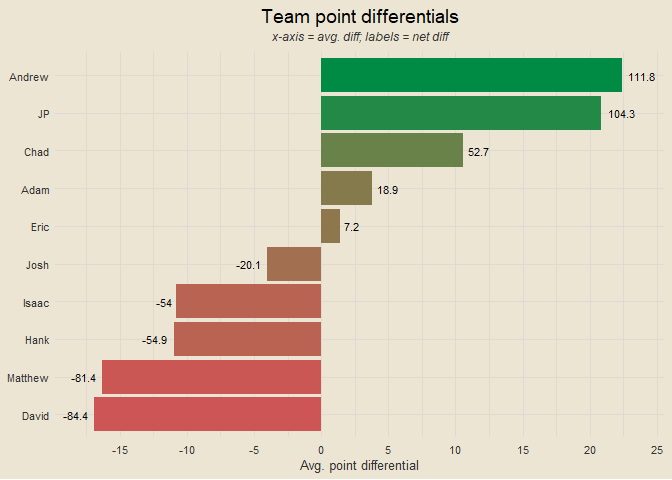 Team point differentials
x-axis = avg. diff; labels = net diff
Andrew 111.8
JP 104.3
Chad 52.7
Adam 18.9
Eric 7.2
Josh -20.1
Isaac -54
Hank -54.9
Matthew -81.4
David -84.4
-15 -10 -5 0 5 10 15 20 25
Avg. point differential